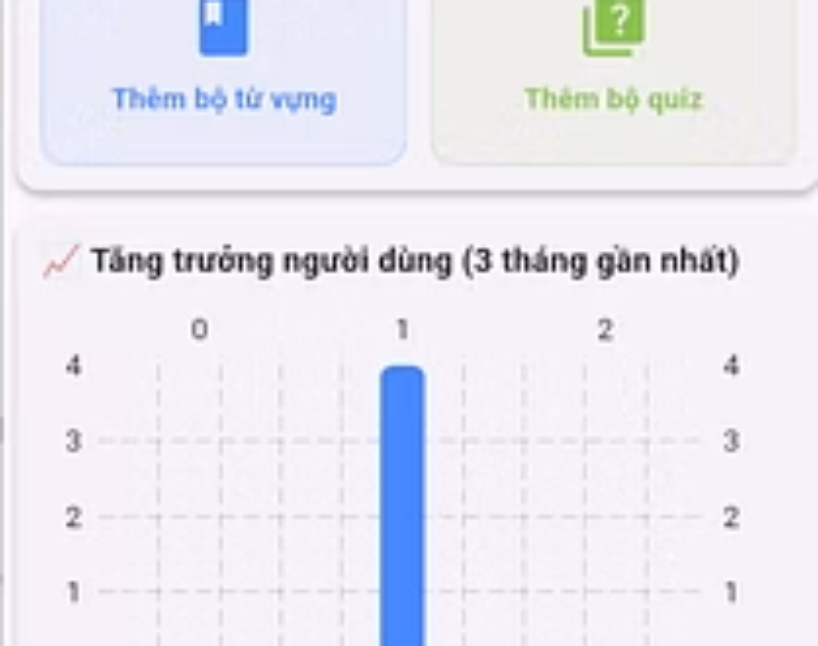 Thêm bộ từ vựng
Thêm bộ quiz
📈 Tăng trưởng người dùng (3 tháng gần nhất)
0 1 2
4 4
3 3
2 2
1 1